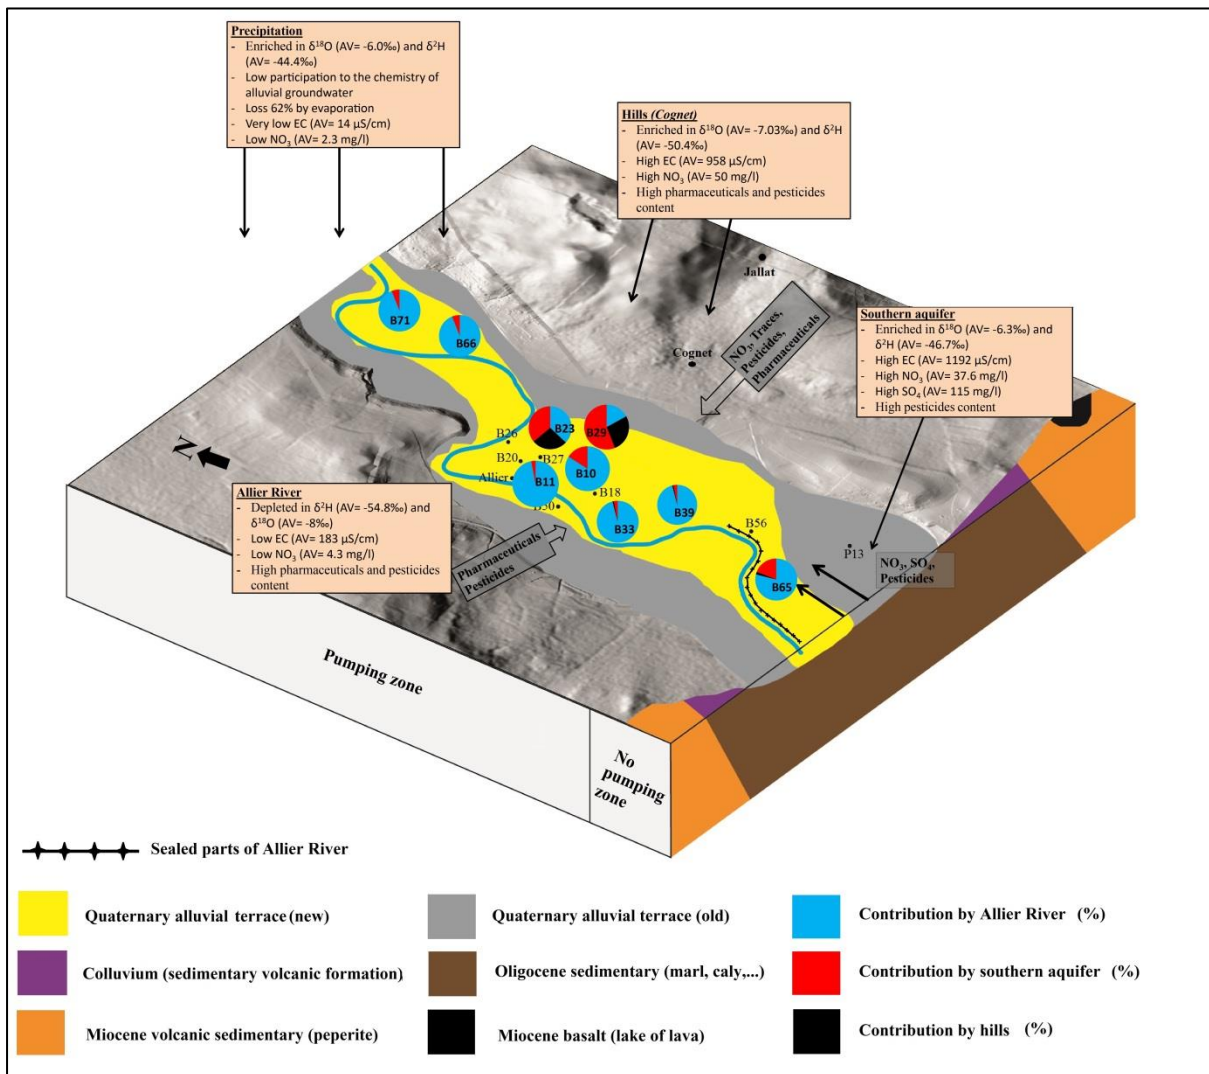 Precipitation
- Enriched in δ¹⁸O (AV= -6.0‰) and δ²H
(AV= -44.4‰)
- Low participation to the chemistry of
alluvial groundwater
- Loss 62% by evaporation
- Very low EC (AV= 14 µS/cm)
- Low NO₃ (AV= 2.3 mg/l)
Hills (Cognet)
- Enriched in δ¹⁸O (AV= -7.03‰) and δ²H
(AV= -50.4‰)
- High EC (AV= 958 µS/cm)
- High NO₃ (AV= 50 mg/l)
- High pharmaceuticals and pesticides
content
Jallat
Southern aquifer
- Enriched in δ¹⁸O (AV= -6.3‰) and
δ²H (AV= -46.7‰)
- High EC (AV= 1192 µS/cm)
- High NO₃ (AV= 37.6 mg/l)
- High SO₄ (AV= 115 mg/l)
- High pesticides content
NO₃, Traces,
Pesticides,
Pharmaceuticals
Cognet
B71
B66
B23
B29
B26
B20
B27
Allier
B11
B10
B18
B39
B33
B56
P13
B65
NO₃, SO₄,
Pesticides
N
Allier River
- Depleted in δ²H (AV= -54.8‰) and
δ¹⁸O (AV= -8‰)
- Low EC (AV= 183 µS/cm)
- Low NO₃ (AV= 4.3 mg/l)
- High pharmaceuticals and pesticides
content
Pharmaceuticals
Pesticides
Pumping zone
No
pumping
zone
Sealed parts of Allier River
Quaternary alluvial terrace (new)
Quaternary alluvial terrace (old)
Contribution by Allier River (%)
Colluvium (sedimentary volcanic formation)
Oligocene sedimentary (marl, caly,...)
Contribution by southern aquifer (%)
Miocene volcanic sedimentary (peperite)
Miocene basalt (lake of lava)
Contribution by hills (%)